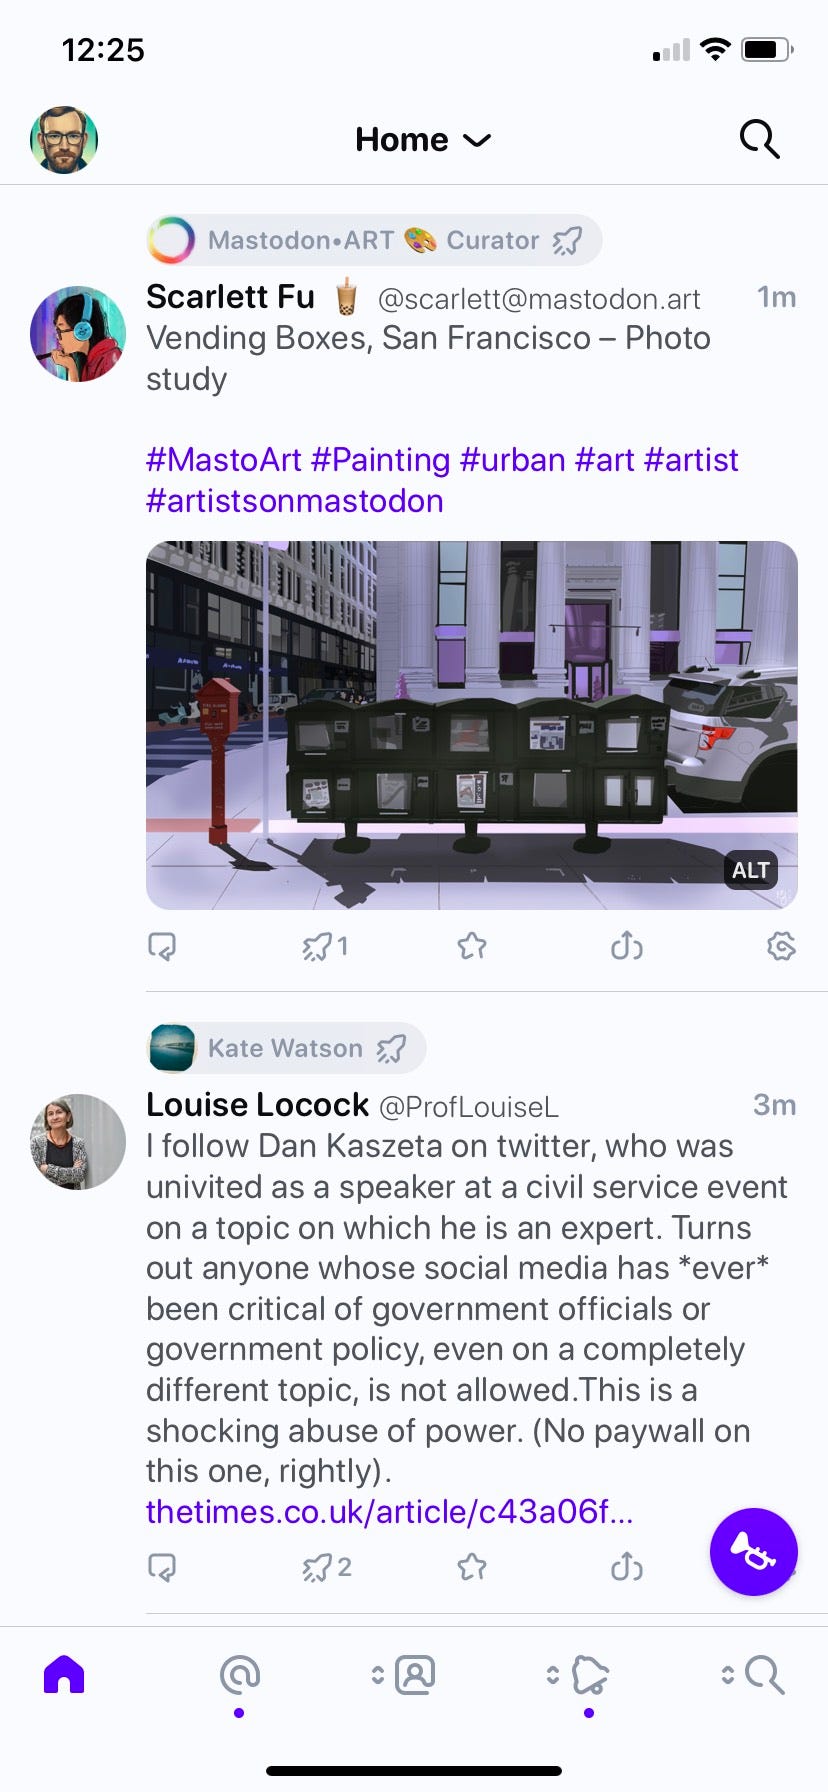 12:25
Home
Mastodon•ART 🎨 Curator
Scarlett Fu 🧋 @scarlett@mastodon.art 1m
Vending Boxes, San Francisco – Photo
study
#MastoArt #Painting #urban #art #artist
#artistsonmastodon
ALT
1
Kate Watson
Louise Locock @ProfLouiseL 3m
I follow Dan Kaszeta on twitter, who was
univited as a speaker at a civil service event
on a topic on which he is an expert. Turns
out anyone whose social media has *ever*
been critical of government officials or
government policy, even on a completely
different topic, is not allowed.This is a
shocking abuse of power. (No paywall on
this one, rightly).
thetimes.co.uk/article/c43a06f...
2